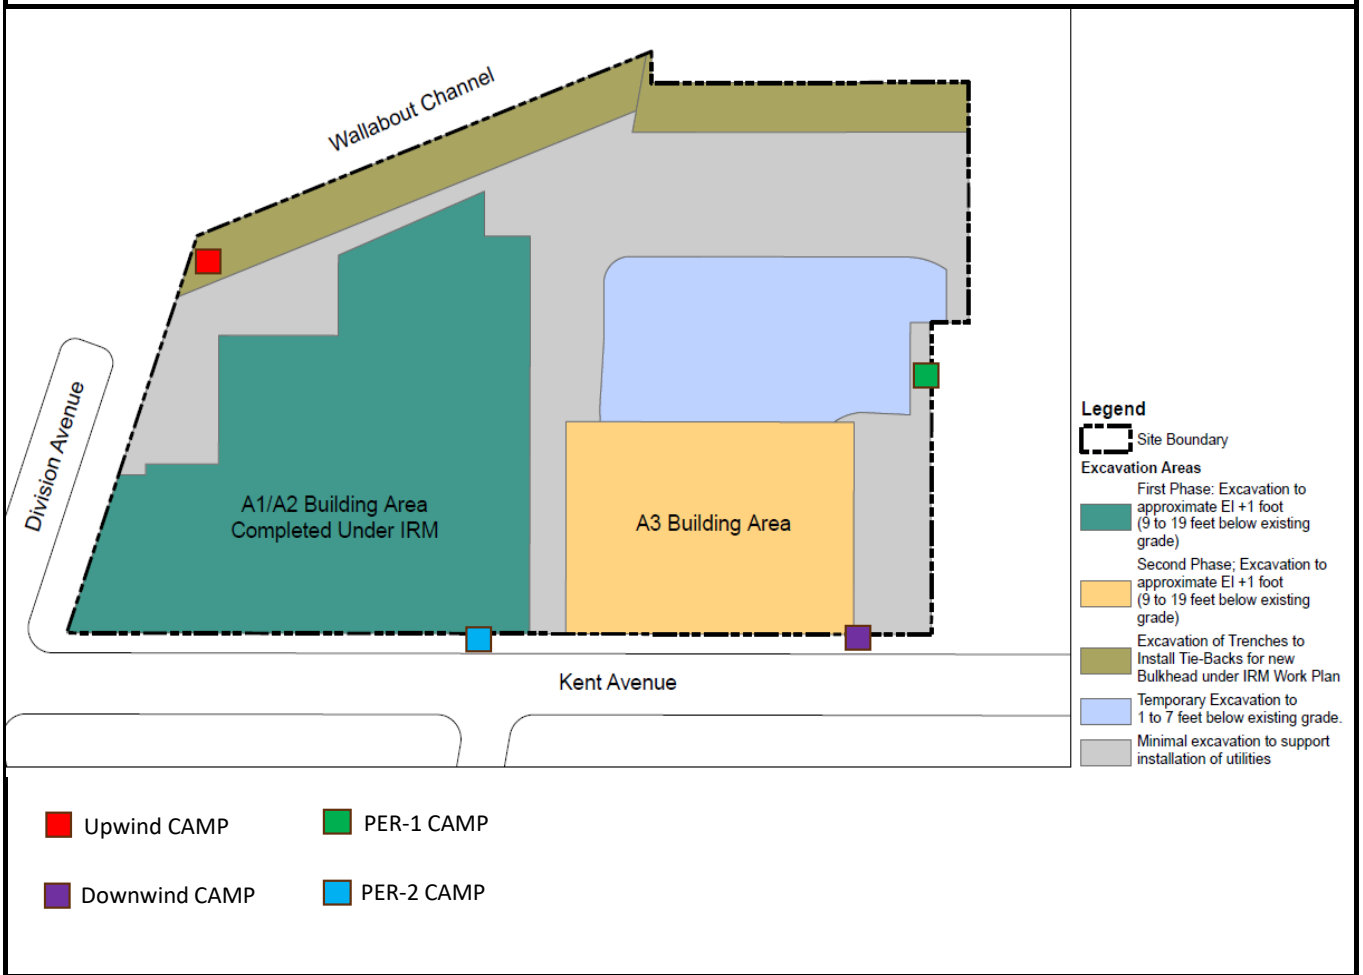 Wallabout Channel
Division Avenue
A1/A2 Building Area
Completed Under IRM
A3 Building Area
Kent Avenue
Legend
Site Boundary
Excavation Areas
First Phase: Excavation to
approximate El +1 foot
(9 to 19 feet below existing
grade)
Second Phase; Excavation to
approximate El +1 foot
(9 to 19 feet below existing
grade)
Excavation of Trenches to
Install Tie-Backs for new
Bulkhead under IRM Work Plan
Temporary Excavation to
1 to 7 feet below existing grade.
Minimal excavation to support
installation of utilities
Upwind CAMP
PER-1 CAMP
Downwind CAMP
PER-2 CAMP